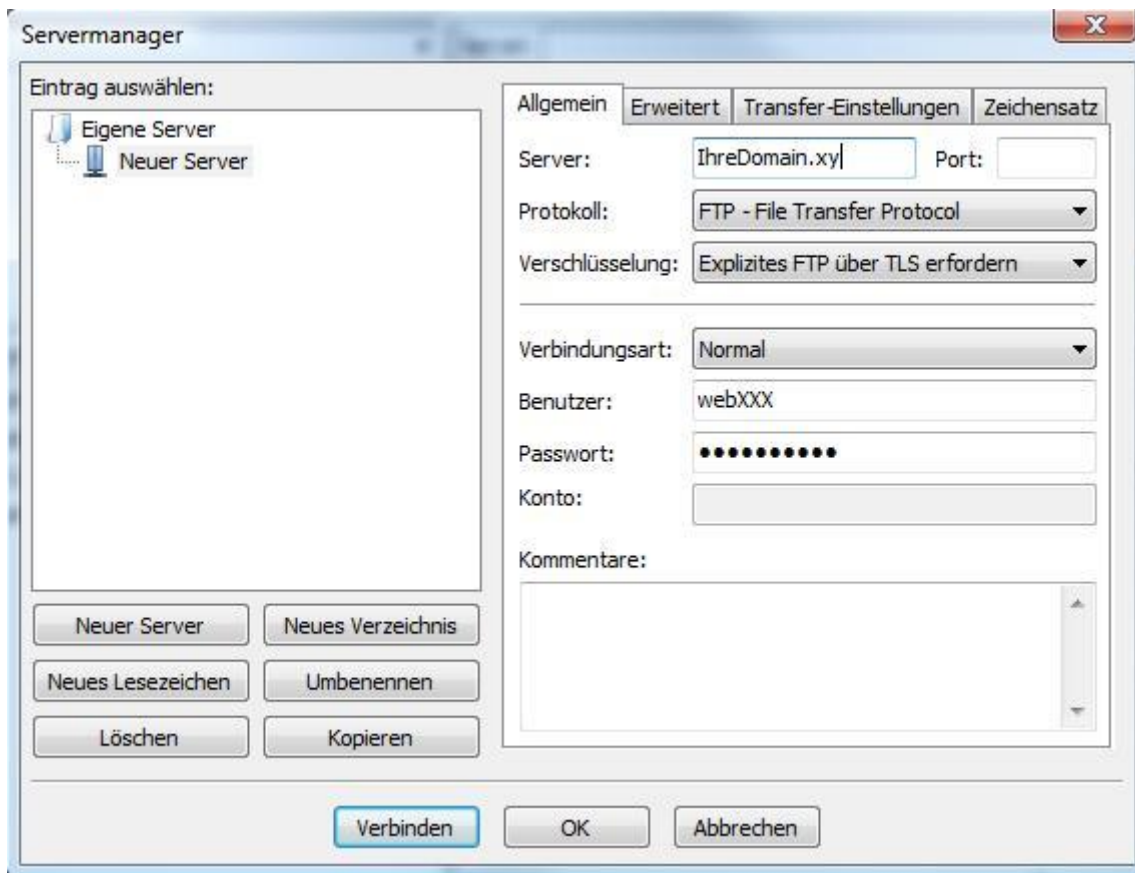 Servermanager
Eintrag auswählen:
Eigene Server
Neuer Server
Neuer Server Neues Verzeichnis
Neues Lesezeichen Umbenennen
Löschen Kopieren
Allgemein Erweitert Transfer-Einstellungen Zeichensatz
Server: IhreDomain.xy Port:
Protokoll: FTP - File Transfer Protocol
Verschlüsselung: Explizites FTP über TLS erfordern
Verbindungsart: Normal
Benutzer: webXXX
Passwort: ●●●●●●●●●●
Konto:
Kommentare:
Verbinden OK Abbrechen